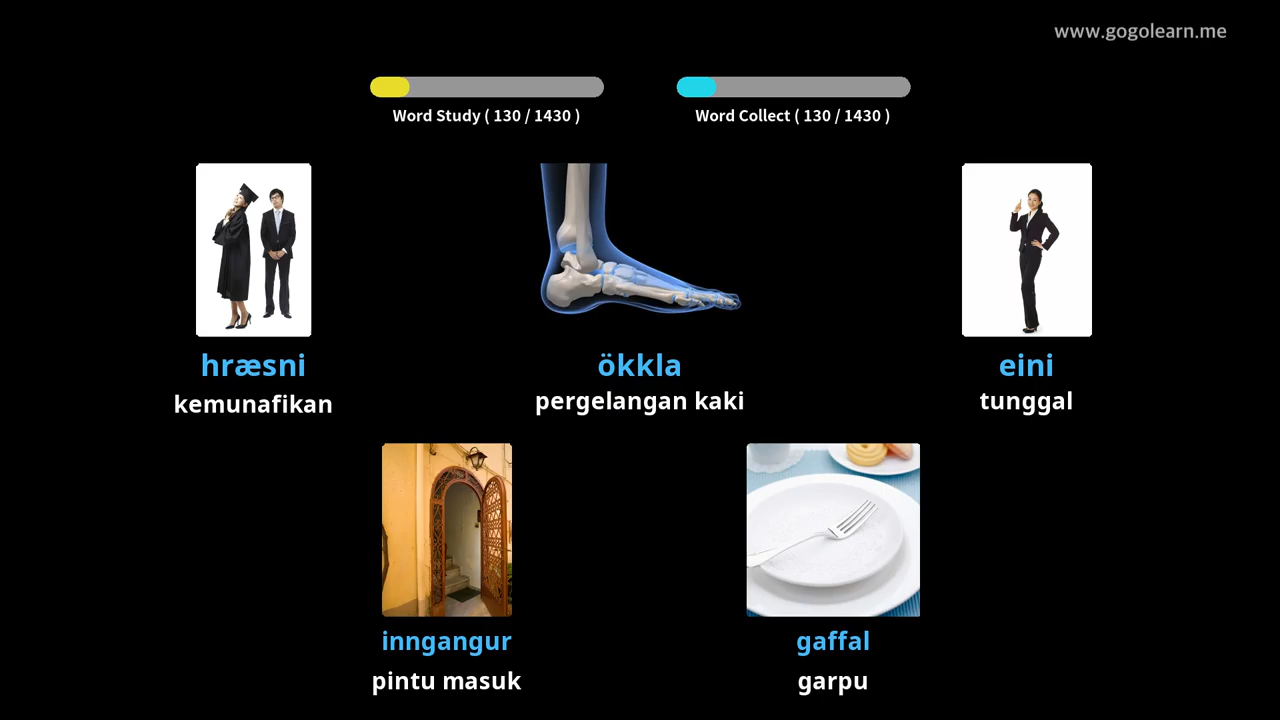 www.gogolearn.me
Word Study ( 130 / 1430 )
Word Collect ( 130 / 1430 )
hræsni
kemunafikan
ökkla
pergelangan kaki
eini
tunggal
inngangur
pintu masuk
gaffal
garpu